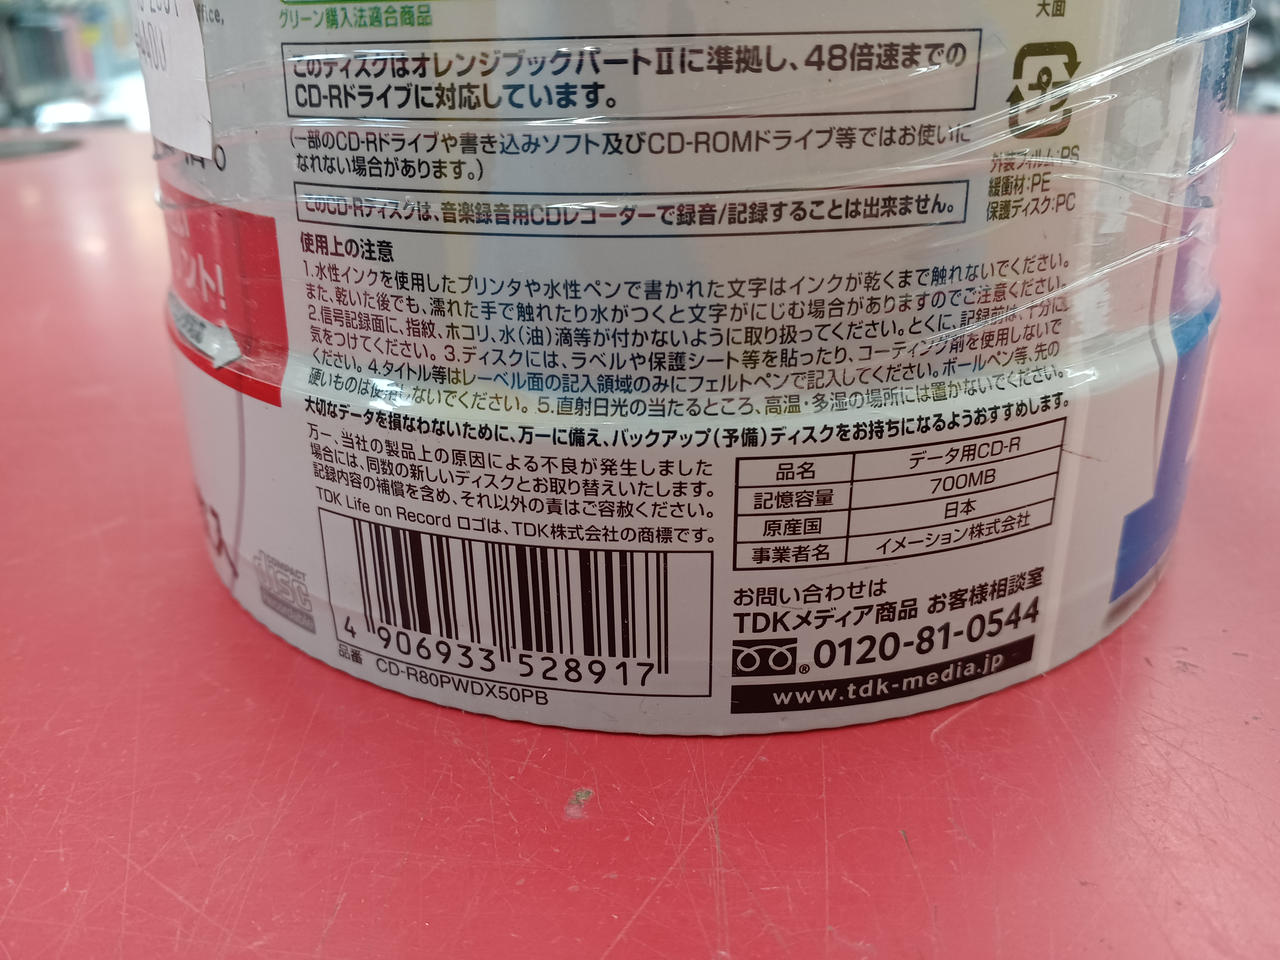 ffice,
グリーン購入法適合商品
大面
このディスクはオレンジブックパートⅡに準拠し、48倍速までの
CD-Rドライブに対応しています。
(一部のCD-Rドライブや書き込みソフト及びCD-ROMドライブ等ではお使いに
なれない場合があります。)
外装フィルム:PS
緩衝材:PE
保護ディスク:PC
このCD-Rディスクは、音楽録音用CDレコーダーで録音/記録することは出来ません。
ント!
使用上の注意
1.水性インクを使用したプリンタや水性ペンで書かれた文字はインクが乾くまで触れないでください。
また、乾いた後でも、濡れた手で触れたり水がつくと文字がにじむ場合がありますのでご注意ください。
2.信号記録面に、指紋、ホコリ、水(油)滴等が付かないように取り扱ってください。とくに、記録前は、十分に
気をつけてください。3.ディスクには、ラベルや保護シート等を貼ったり、コーティング剤を使用しないで
ください。4.タイトル等はレーベル面の記入領域のみにフェルトペンで記入してください。ボールペン等、先の
硬いものは使用しないでください。5.直射日光の当たるところ、高温・多湿の場所には置かないでください。
大切なデータを損なわないために、万一に備え、バックアップ(予備)ディスクをお持ちになるようおすすめします。
万一、当社の製品上の原因による不良が発生しました
場合には、同数の新しいディスクとお取り替えいたします。
記録内容の補償を含め、それ以外の責はご容赦ください。
TDK Life on Record ロゴは、TDK株式会社の商標です。
品名 データ用CD-R
記憶容量 700MB
原産国 日本
事業者名 イメーション株式会社
COMPACT
disc
4 906933 528917
品番 CD-R80PWDX50PB
お問い合わせは
TDKメディア商品 お客様相談室
® 0120-81-0544
www.tdk-media.jp